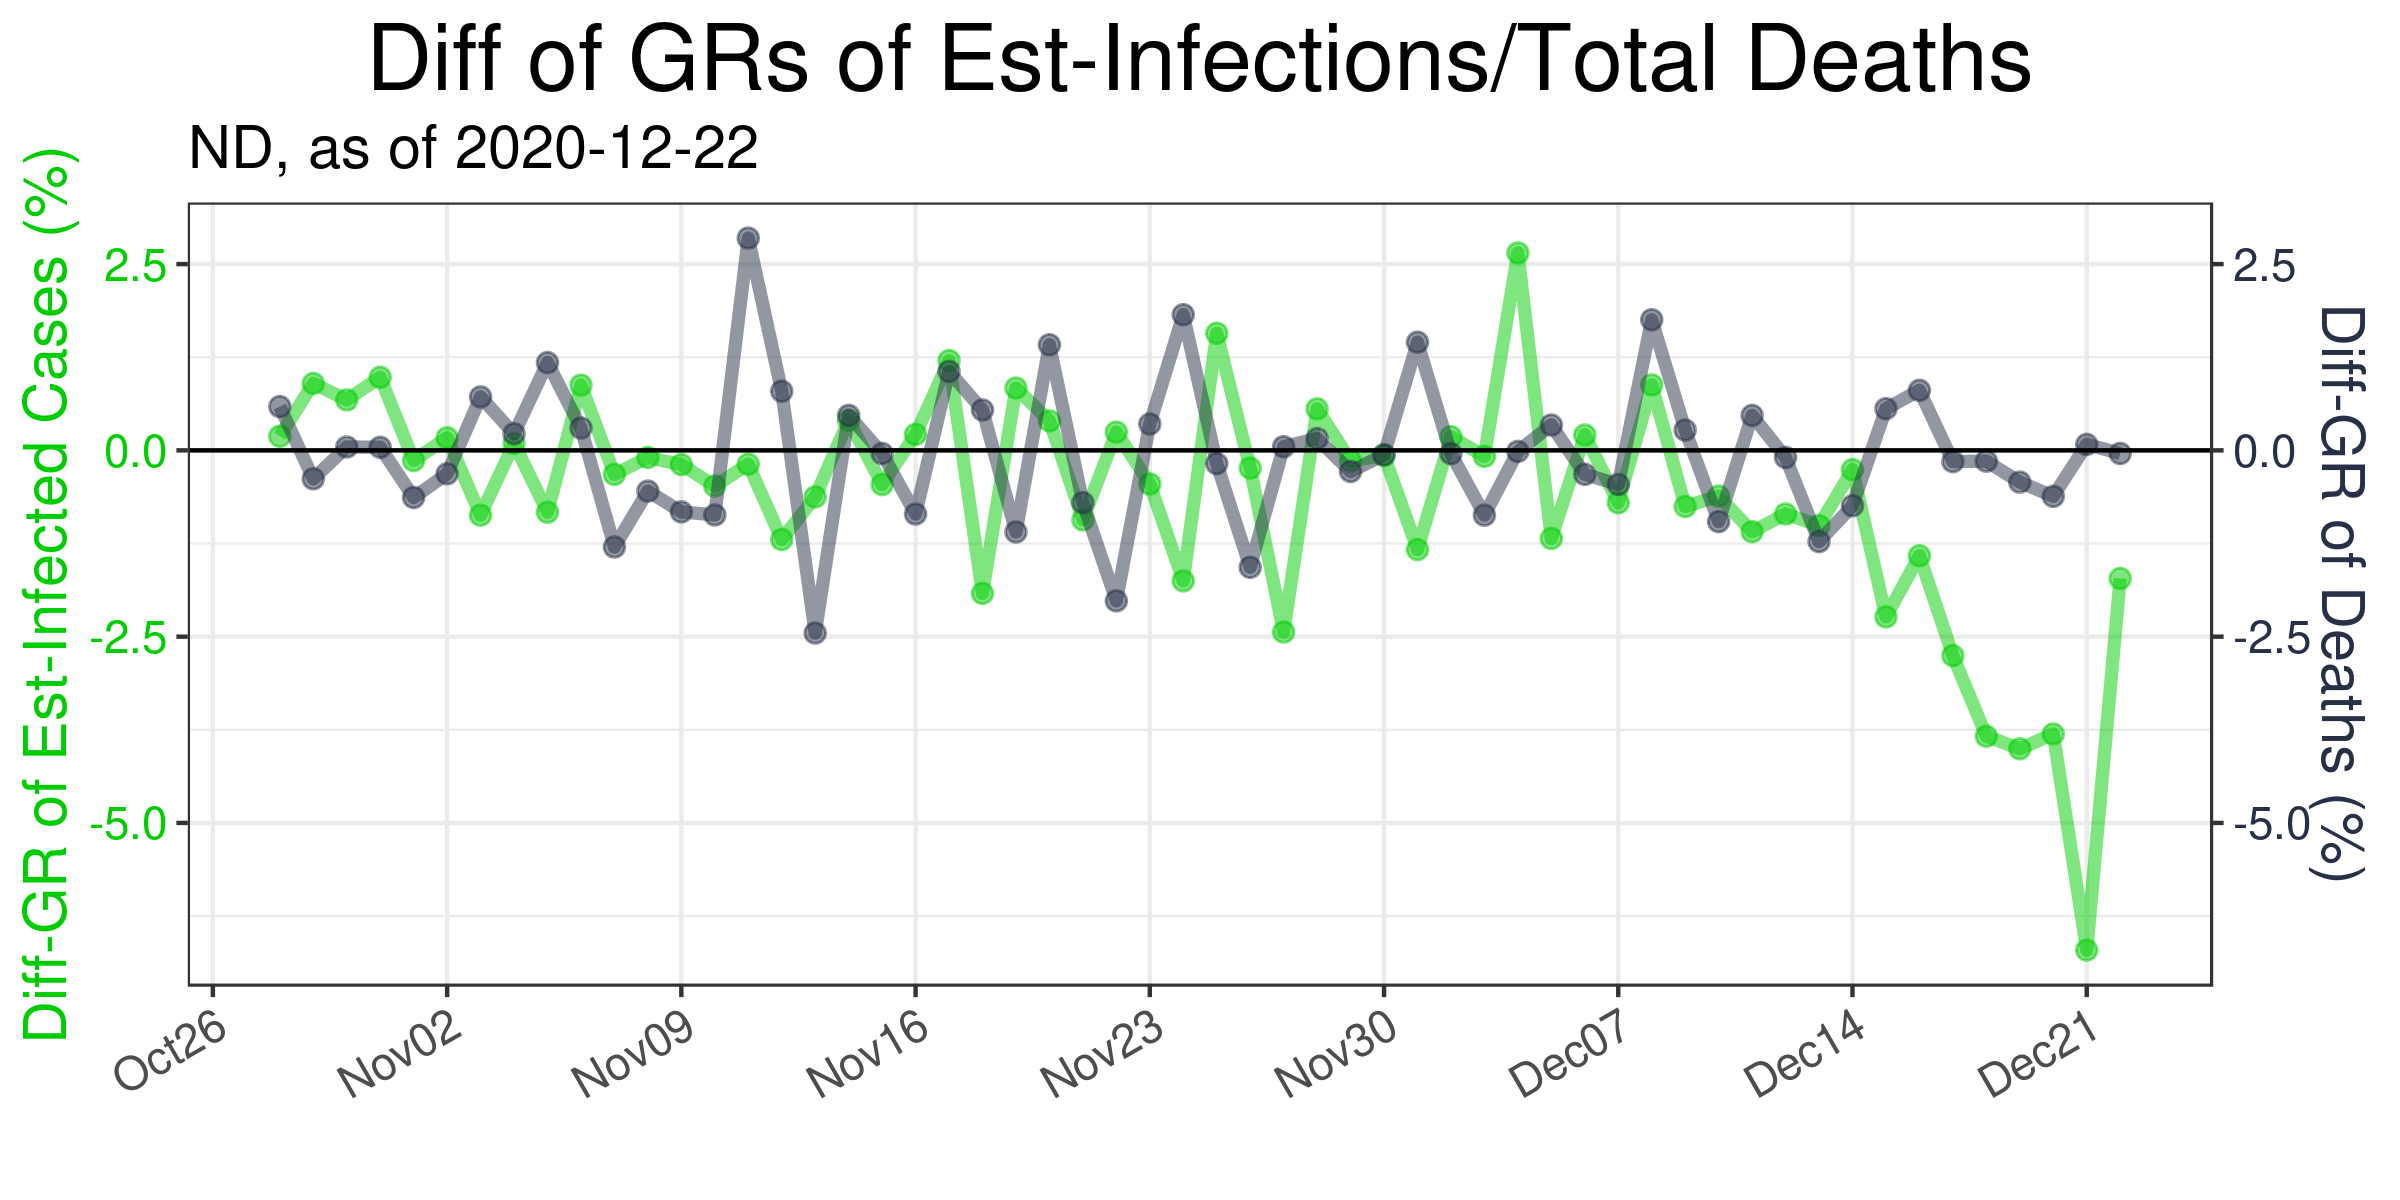 Diff of GRs of Est-Infections/Total Deaths
ND, as of 2020-12-22
Diff-GR of Est-Infected Cases (%)
2.5
0.0
-2.5
-5.0
2.5
0.0
-2.5
-5.0
Diff-GR of Deaths (%)
Oct26
Nov02
Nov09
Nov16
Nov23
Nov30
Dec07
Dec14
Dec21